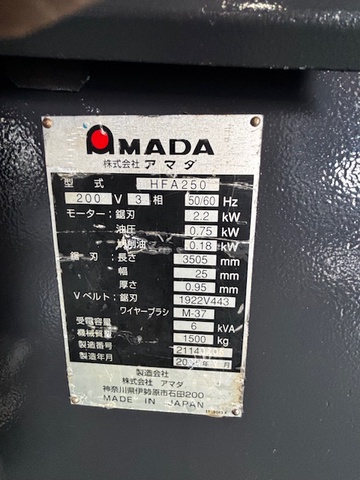 AMADA
株式会社 アマダ
型 式 HFA250
200 V 3 相 50/60 Hz
モーター: 鋸刃 2.2 kW
油圧 0.75 kW
切削油 0.18 kW
鋸 刃: 長さ 3505 mm
幅 25 mm
厚さ 0.95 mm
Vベルト: 鋸刃 1922V443
ワイヤーブラシ M-37
受電容量 6 kVA
機械質量 1500 kg
製造番号
製造年月 年 月
製造会社
株式会社 アマダ
神奈川県伊勢原市石田200
MADE IN JAPAN